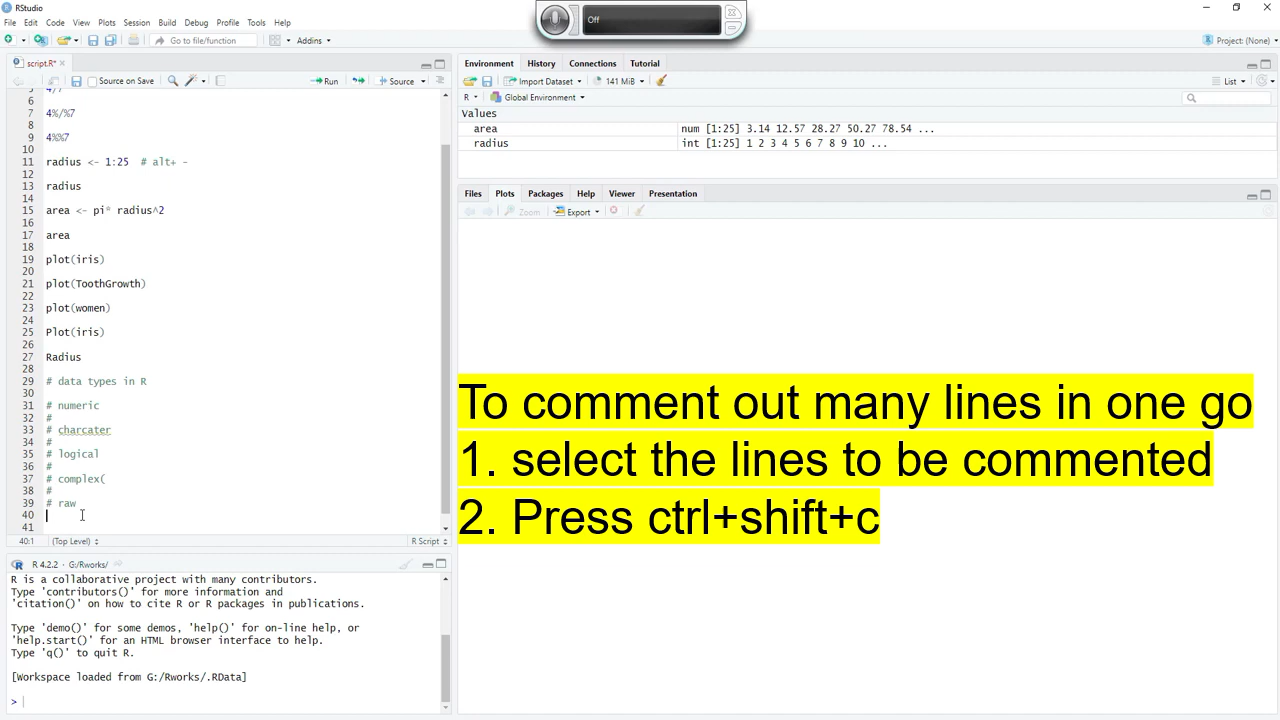 RStudio
File Edit Code View Plots Session Build Debug Profile Tools Help
Go to file/function
Addins
Project: (None)
Off
script.R*
Source on Save
Run
Source
5 4/7
6
7 4%/%7
8
9 4%%7
10
11 radius <- 1:25 # alt+ -
12
13 radius
14
15 area <- pi* radius^2
16
17 area
18
19 plot(iris)
20
21 plot(ToothGrowth)
22
23 plot(women)
24
25 Plot(iris)
26
27 Radius
28
29 # data types in R
30
31 # numeric
32 #
33 # charcater
34 #
35 # logical
36 #
37 # complex(
38 #
39 # raw
40
41
40:1 (Top Level) R Script
R 4.2.2 · G:/Rworks/
R is a collaborative project with many contributors.
Type 'contributors()' for more information and
'citation()' on how to cite R or R packages in publications.
Type 'demo()' for some demos, 'help()' for on-line help, or
'help.start()' for an HTML browser interface to help.
Type 'q()' to quit R.
[Workspace loaded from G:/Rworks/.RData]
>
Environment History Connections Tutorial
Import Dataset 141 MiB List
R Global Environment
Values
area num [1:25] 3.14 12.57 28.27 50.27 78.54 ...
radius int [1:25] 1 2 3 4 5 6 7 8 9 10 ...
Files Plots Packages Help Viewer Presentation
Zoom Export
To comment out many lines in one go
1. select the lines to be commented
2. Press ctrl+shift+c